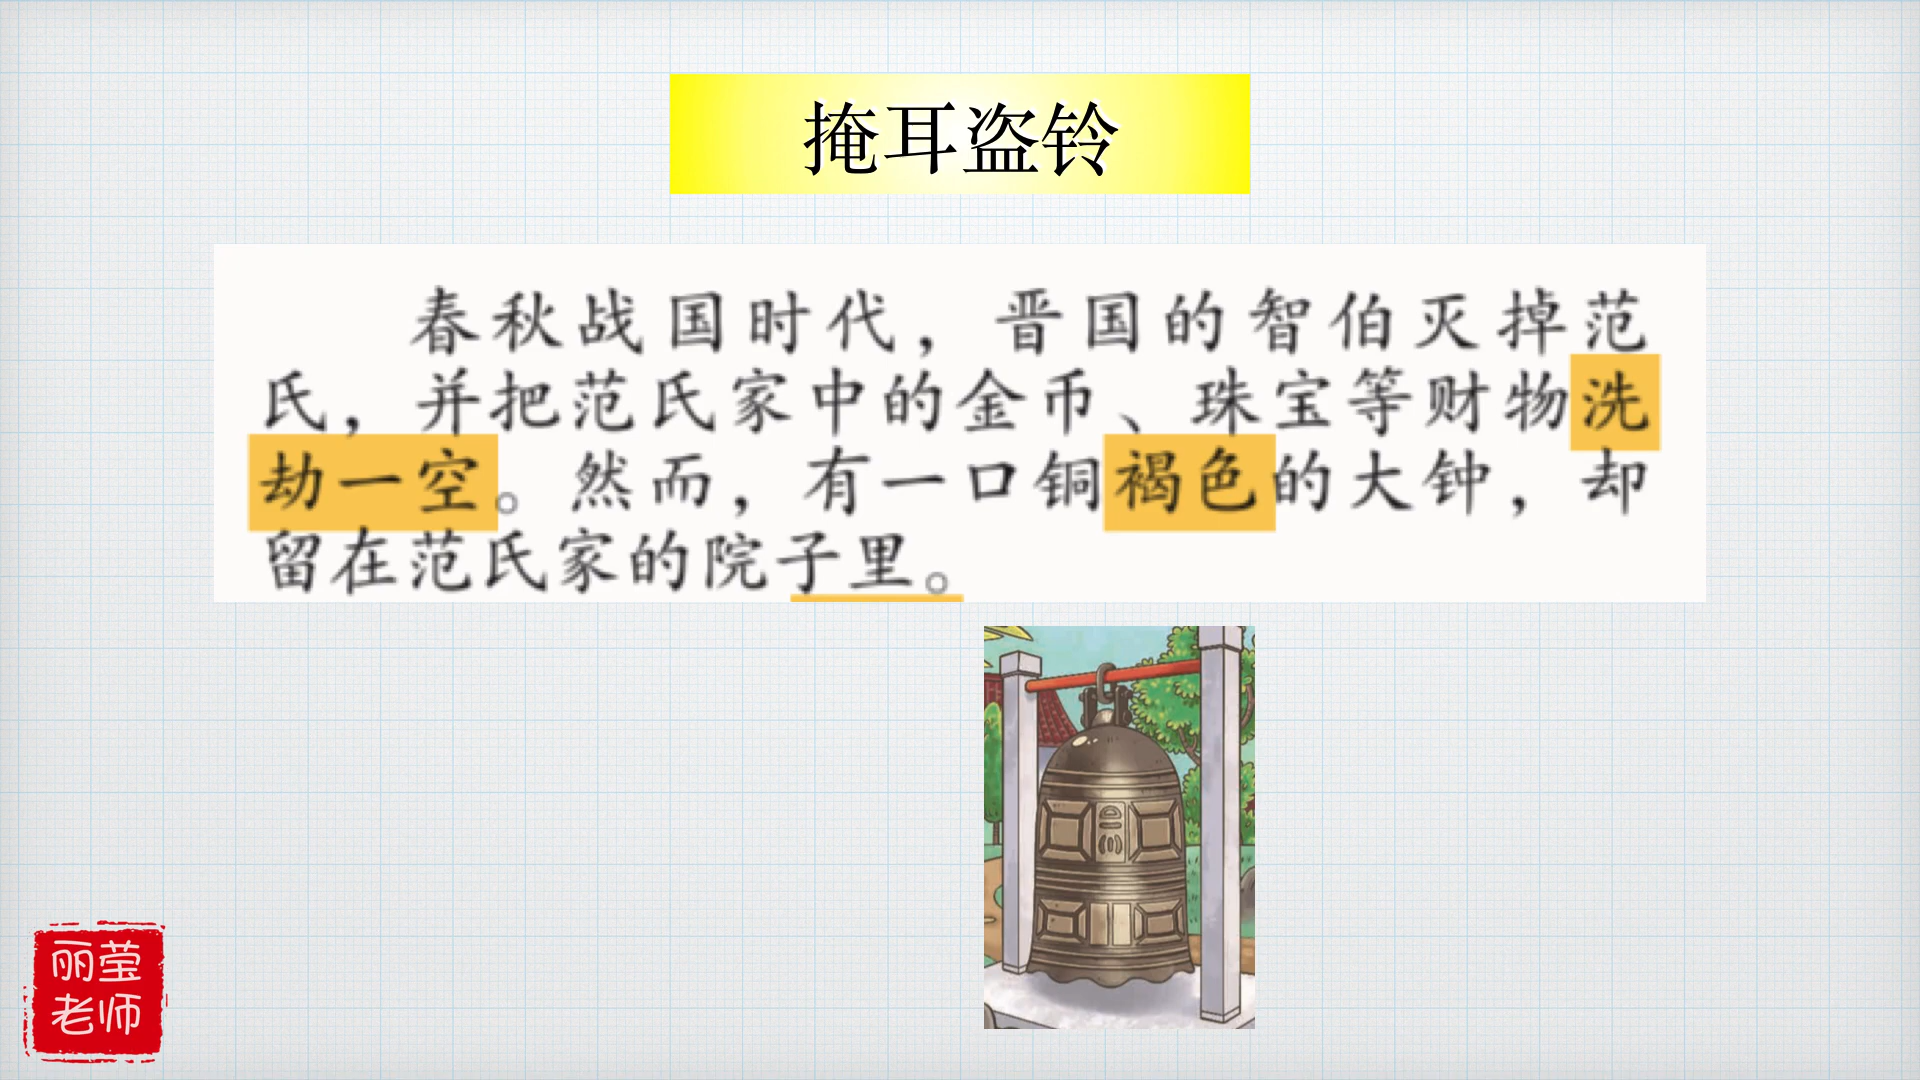 掩耳盗铃
春秋战国时代，晋国的智伯灭掉范
氏，并把范氏家中的金币、珠宝等财物洗
劫一空。然而，有一口铜褐色的大钟，却
留在范氏家的院子里。
丽莹
老师